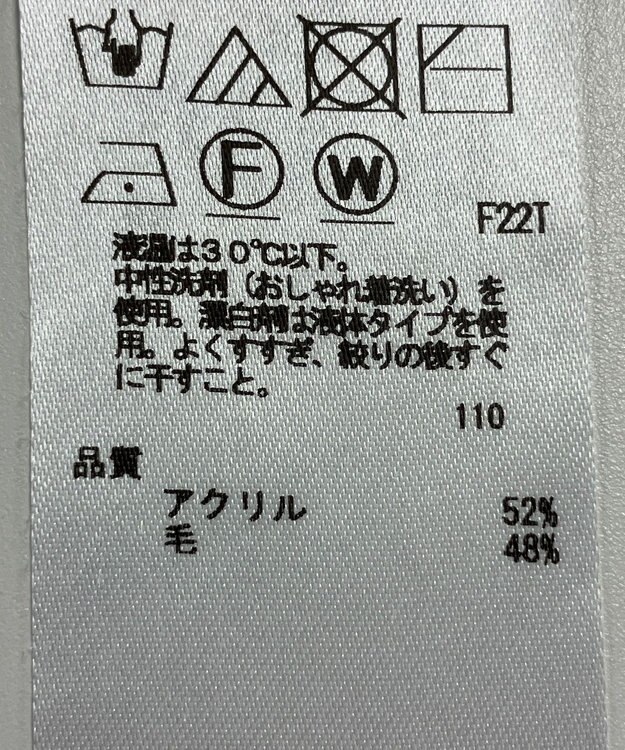 F W
F22T
液温は30℃以下。
中性洗剤（おしゃれ着洗い）を
使用。漂白剤は液体タイプを使
用。よくすすぎ、絞りの後すぐ
に干すこと。
110
品質
アクリル 52%
毛 48%